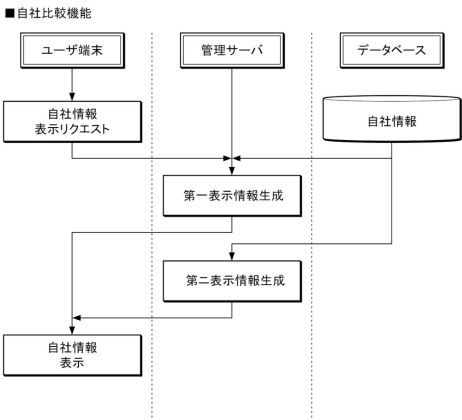 ■自社比較機能
ユーザ端末
管理サーバ
データベース
自社情報
表示リクエスト
自社情報
第一表示情報生成
第二表示情報生成
自社情報
表示